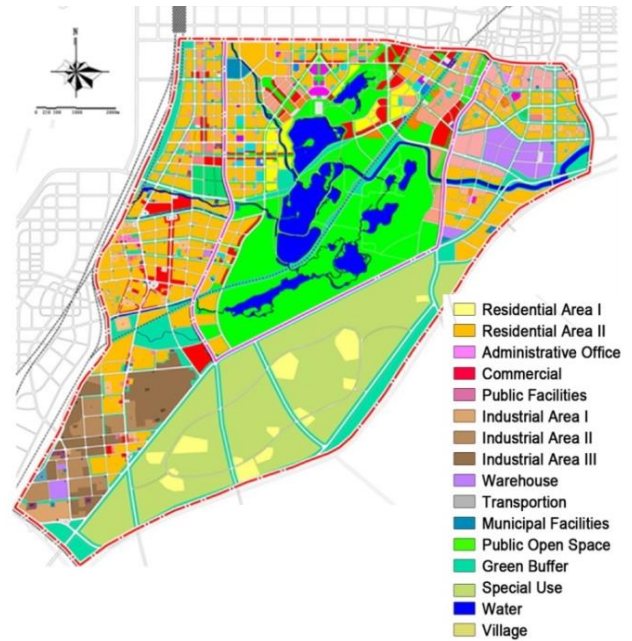 N
Residential Area I
Residential Area II
Administrative Office
Commercial
Public Facilities
Industrial Area I
Industrial Area II
Industrial Area III
Warehouse
Transportion
Municipal Facilities
Public Open Space
Green Buffer
Special Use
Water
Village